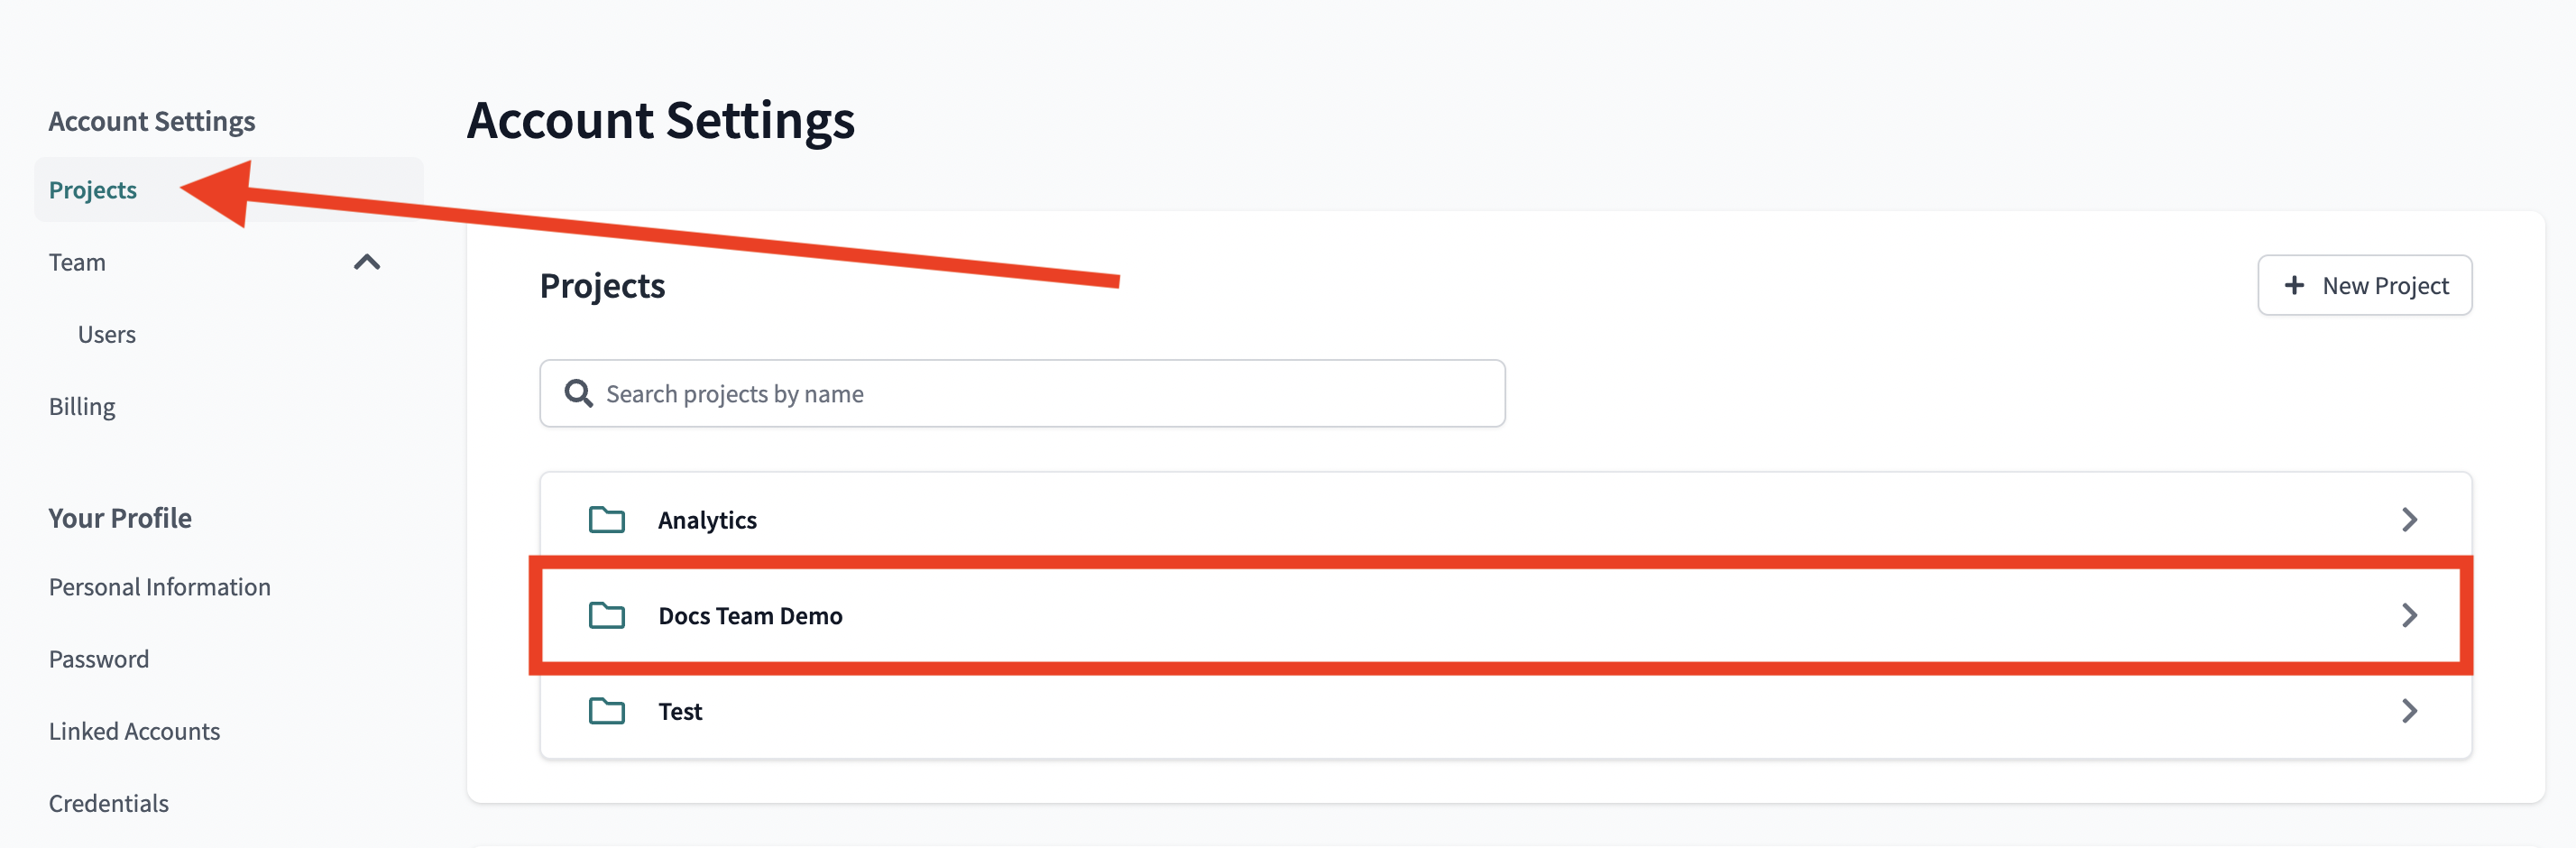 Account Settings
Projects
Team
Users
Billing
Your Profile
Personal Information
Password
Linked Accounts
Credentials
Account Settings
Projects
New Project
Search projects by name
Analytics
Docs Team Demo
Test